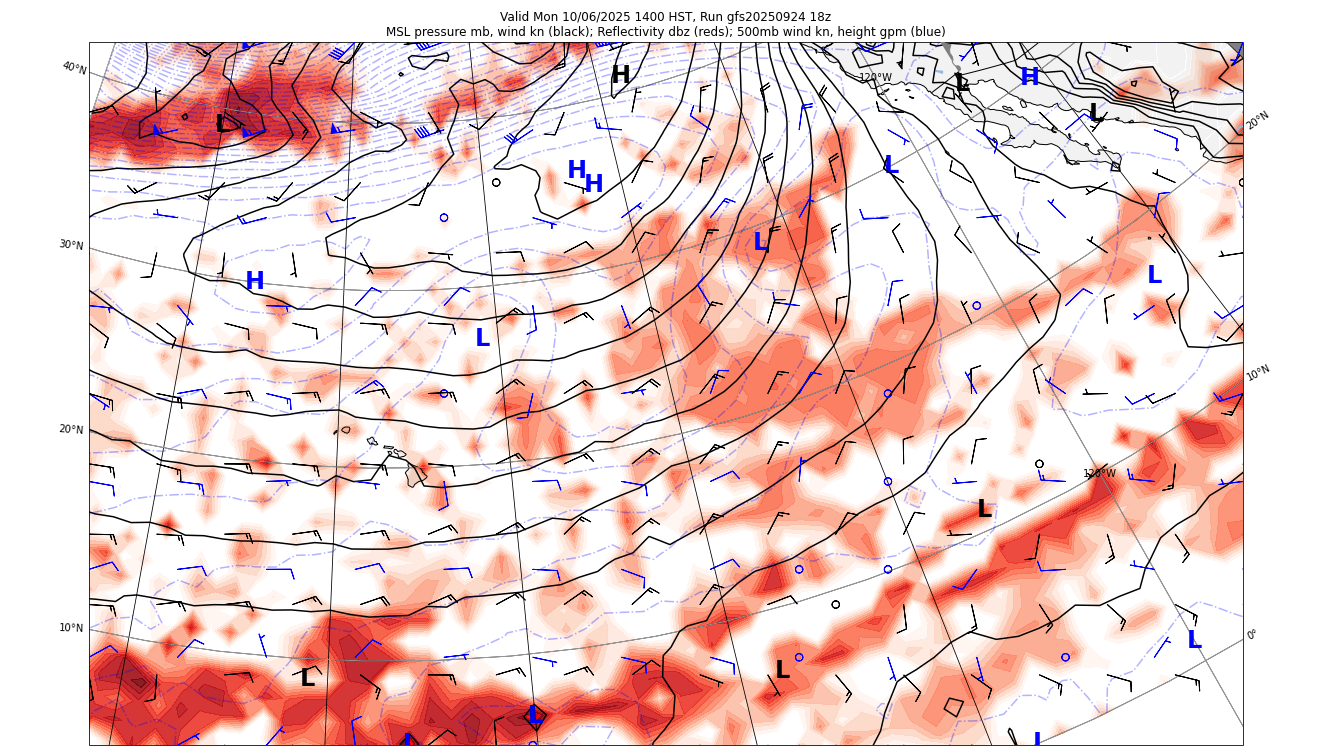 Valid Mon 10/06/2025 1400 HST, Run gfs20250924 18z
MSL pressure mb, wind kn (black); Reflectivity dbz (reds); 500mb wind kn, height gpm (blue)
40°N
120°W
H
H
L
L
L
20°N
H
H
L
L
30°N
H
L
L
10°N
20°N
120°W
L
10°N
0°
L
L
L
L
L
L